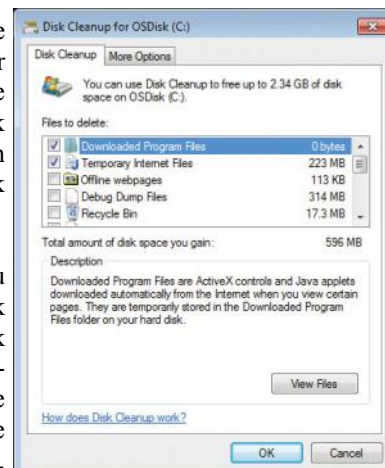 Disk Cleanup for OSDisk (C:)
Disk Cleanup More Options
You can use Disk Cleanup to free up to 2.34 GB of disk
space on OSDisk (C:).
Files to delete:
Downloaded Program Files 0 bytes
Temporary Internet Files 223 MB
Offline webpages 113 KB
Debug Dump Files 314 MB
Recycle Bin 17.3 MB
Total amount of disk space you gain: 596 MB
Description
Downloaded Program Files are ActiveX controls and Java applets
downloaded automatically from the Internet when you view certain
pages. They are temporarily stored in the Downloaded Program
Files folder on your hard disk.
View Files
How does Disk Cleanup work?
OK Cancel